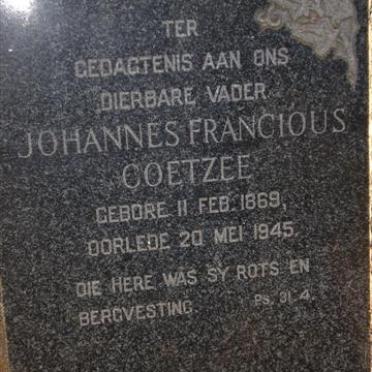 TER
GEDAGTENIS AAN ONS
DIERBARE VADER
JOHANNES FRANCIOUS
COETZEE
GEBORE 11 FEB. 1869,
OORLEDE 20 MEI 1945.
DIE HERE WAS SY ROTS EN
BERGVESTING. Ps. 31. 4.